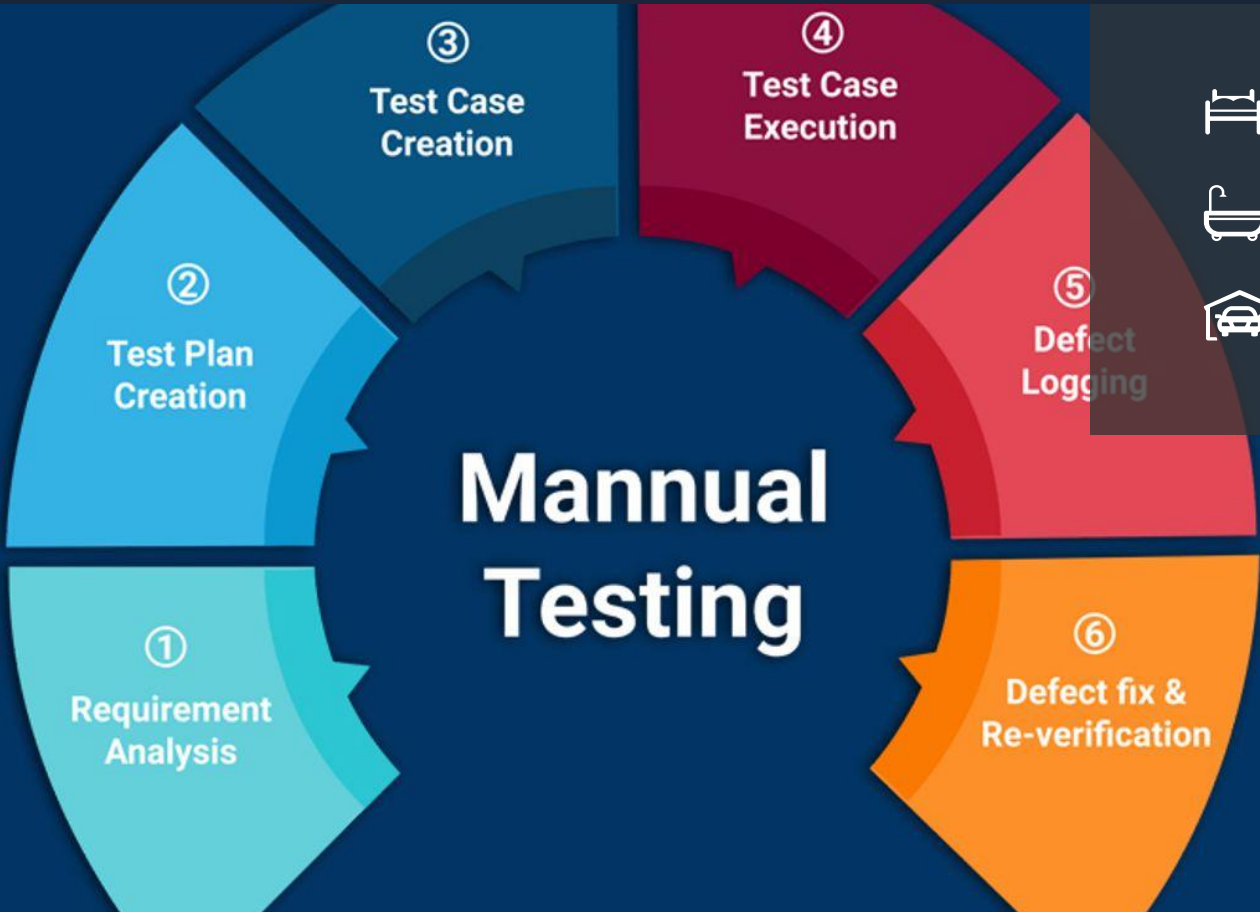 ③
Test Case
Creation
④
Test Case
Execution
②
Test Plan
Creation
⑤
Defect
Logging
Mannual
Testing
①
Requirement
Analysis
⑥
Defect fix &
Re-verification